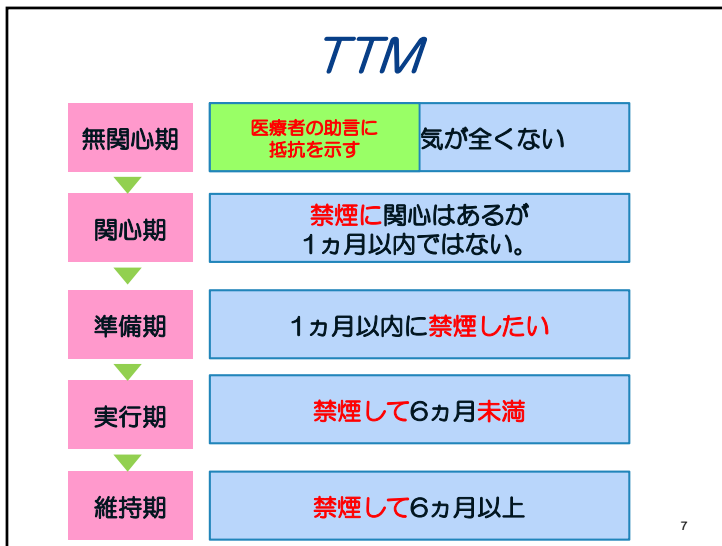 TTM
無関心期
医療者の助言に
抵抗を示す
気が全くない
関心期
禁煙に関心はあるが
1ヵ月以内ではない。
準備期
1ヵ月以内に禁煙したい
実行期
禁煙して6ヵ月未満
維持期
禁煙して6ヵ月以上
7